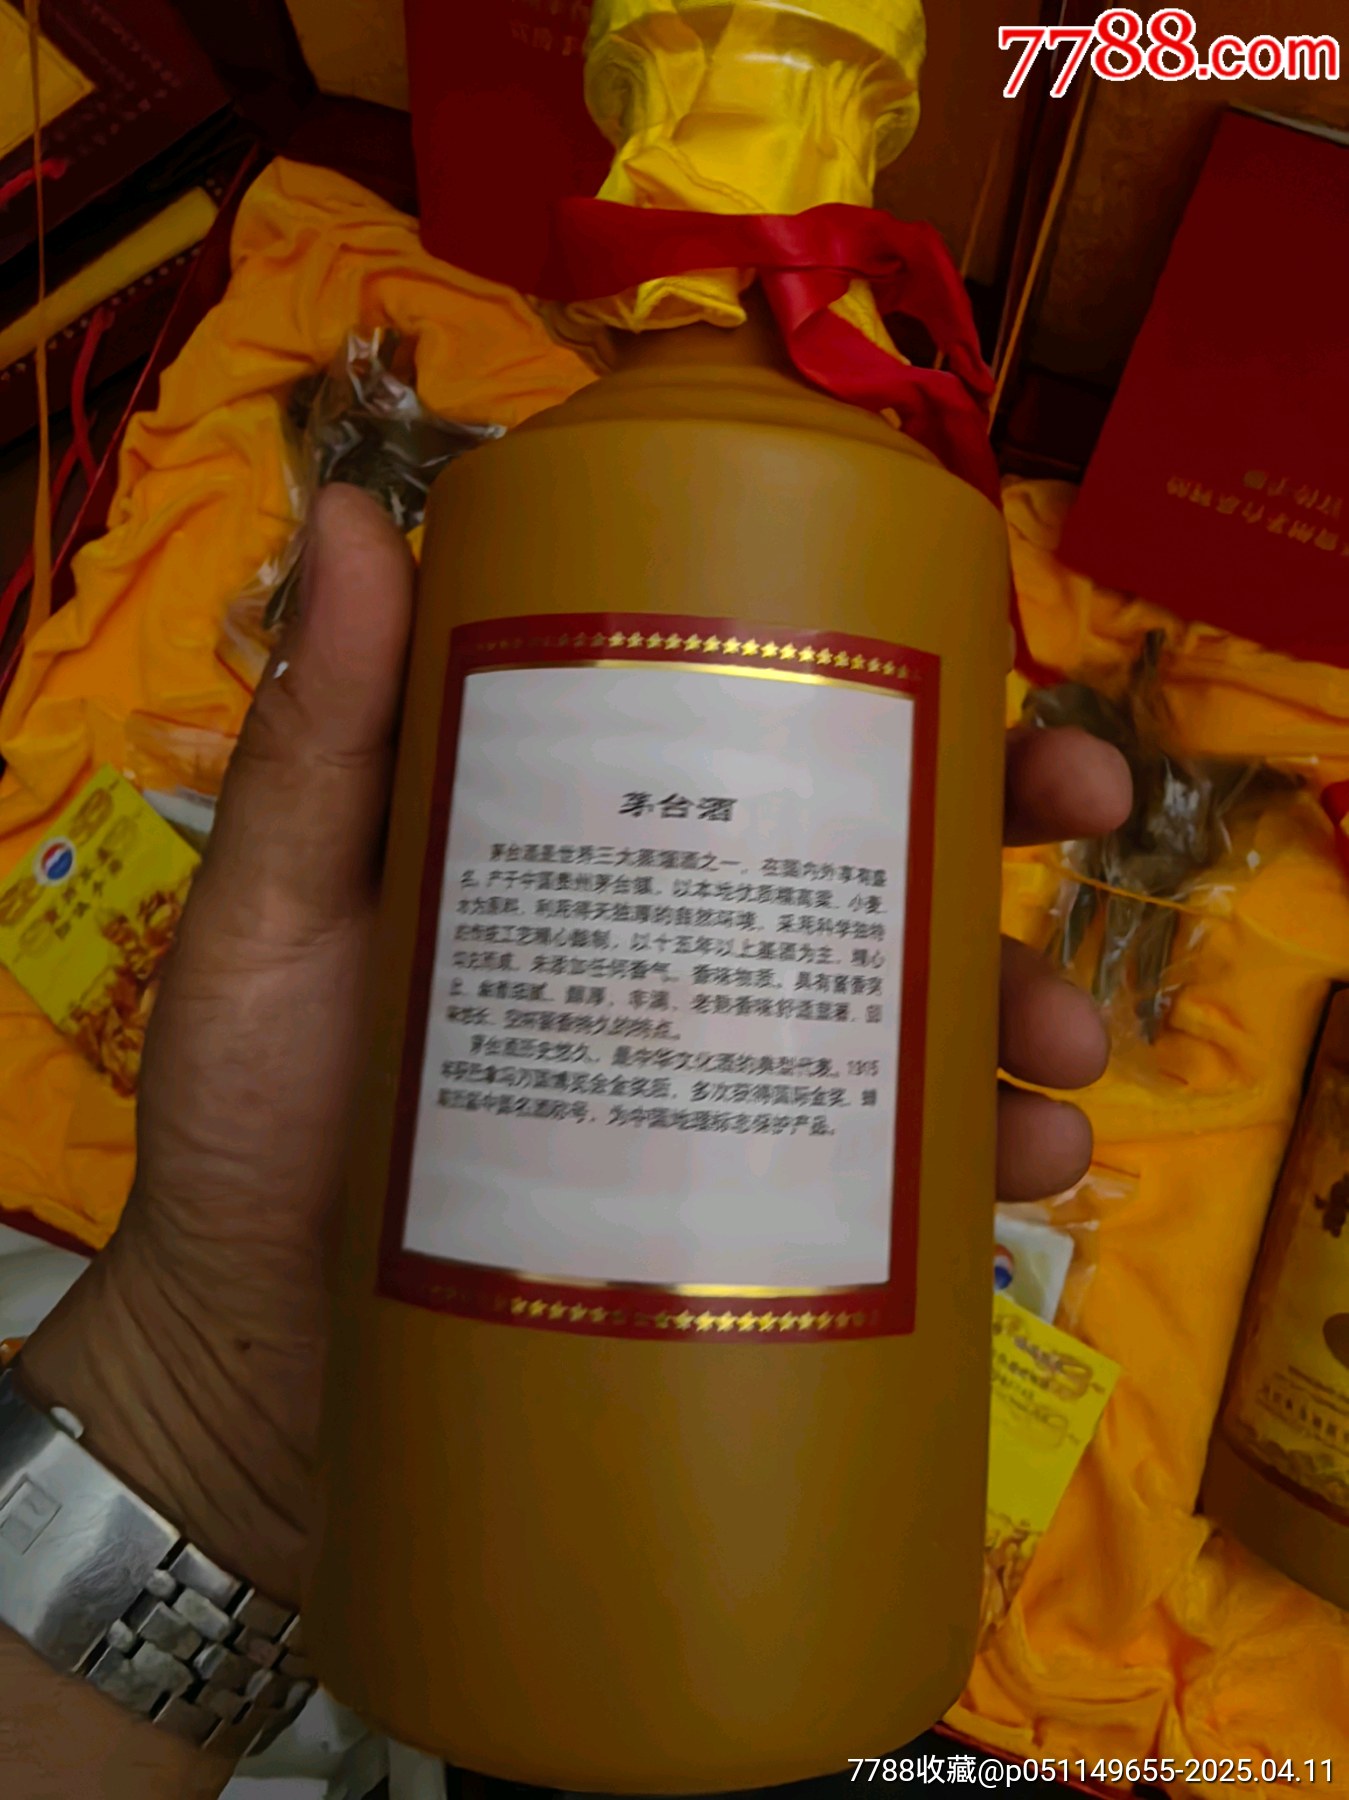 7788.com
茅台酒
茅台酒是世界三大蒸馏酒之一，在国内外享有盛
名。产于中国贵州茅台镇，以本地优质糯高粱、小麦、
水为原料，利用得天独厚的自然环境，采用科学独特
的传统工艺精心酿制，以十五年以上基酒为主，精心
勾兑而成，未添加任何香气、香味物质。具有酱香突
出、幽雅细腻、醇厚、丰满、老熟香味舒适显著、回
味悠长、空杯留香持久的特点。
茅台酒历史悠久，是中华文化酒的典型代表。1915
年获巴拿马万国博览会金奖后，多次获得国际金奖，蝉
联历届中国名酒称号，为中国地理标志保护产品。
7788收藏@p051149655-2025.04.11